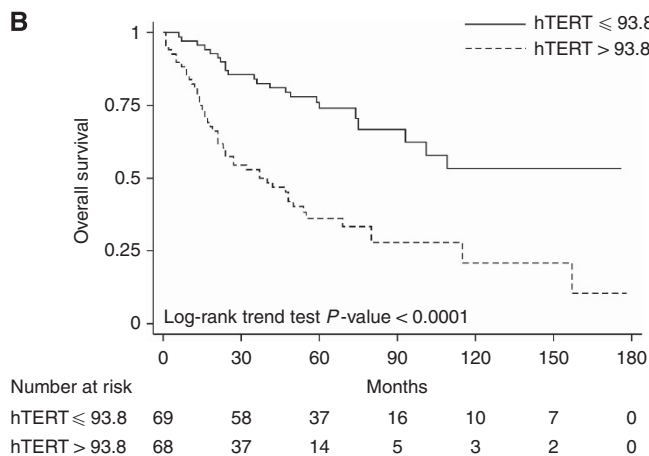 B
hTERT ⩽ 93.8
hTERT > 93.8
1
0.75
0.5
0.25
0
Overall survival
Log-rank trend test P-value < 0.0001
0 30 60 90 120 150 180
Number at risk Months
hTERT ⩽ 93.8 69 58 37 16 10 7 0
hTERT > 93.8 68 37 14 5 3 2 0